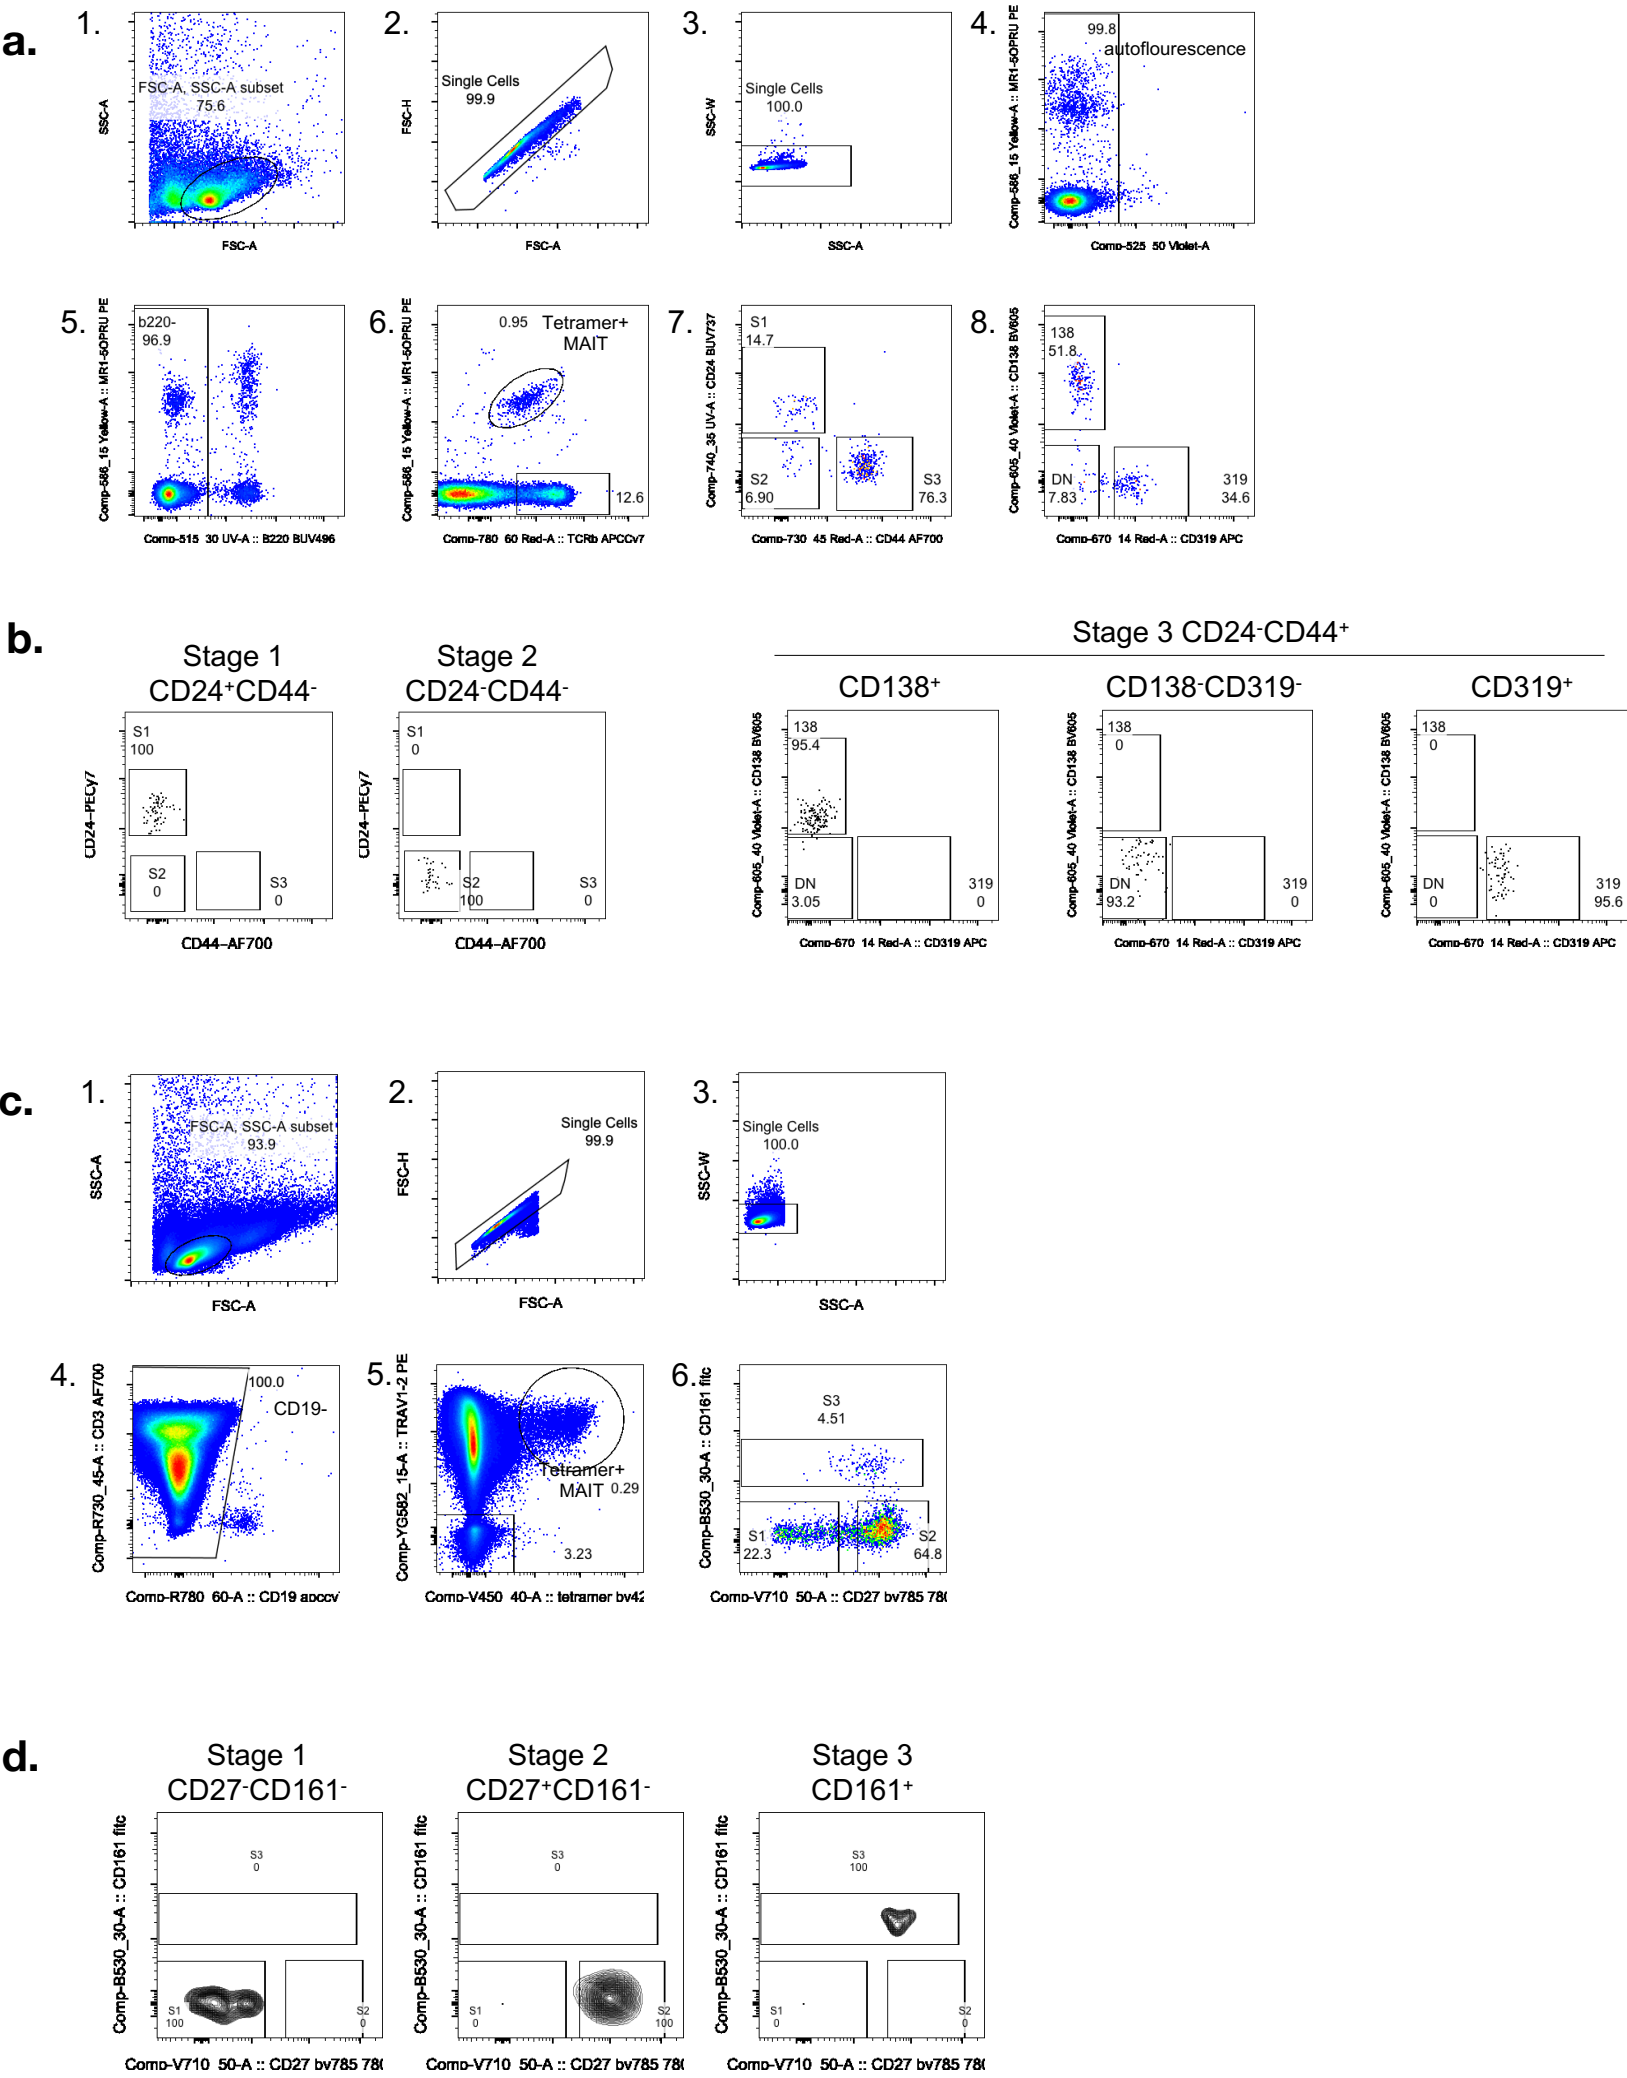 a.
1.
SSC-A
FSC-A, SSC-A subset
75.6
FSC-A
2.
FSC-H
Single Cells
99.9
FSC-A
3.
SSC-W
Single Cells
100.0
SSC-A
4.
Comp-586_15 Yellow-A :: MR1-5OPRU PE
99.8
autoflourescence
Comp-525_50 Violet-A
5.
Comp-586_15 Yellow-A :: MR1-5OPRU PE
b220-
96.9
Comp-515_30 UV-A :: B220 BUV496
6.
Comp-586_15 Yellow-A :: MR1-5OPRU PE
0.95
Tetramer+
MAIT
12.6
Comp-780_60 Red-A :: TCRb APCCy7
7.
Comp-740_35 UV-A :: CD24 BUV737
S1
14.7
S2
6.90
S3
76.3
Comp-730_45 Red-A :: CD44 AF700
8.
Comp-605_40 Violet-A :: CD138 BV605
138
51.8
DN
7.83
319
34.6
Comp-670_14 Red-A :: CD319 APC
b.
Stage 1
CD24+CD44-
CD24-PECy7
S1
100
S2
0
S3
0
CD44-AF700
Stage 2
CD24-CD44-
CD24-PECy7
S1
0
S2
100
S3
0
CD44-AF700
Stage 3 CD24-CD44+
CD138+
Comp-605_40 Violet-A :: CD138 BV605
138
95.4
DN
3.05
319
0
Comp-670_14 Red-A :: CD319 APC
CD138-CD319-
Comp-605_40 Violet-A :: CD138 BV605
138
0
DN
93.2
319
0
Comp-670_14 Red-A :: CD319 APC
CD319+
Comp-605_40 Violet-A :: CD138 BV605
138
0
DN
0
319
95.6
Comp-670_14 Red-A :: CD319 APC
c.
1.
SSC-A
FSC-A, SSC-A subset
93.9
FSC-A
2.
FSC-H
Single Cells
99.9
FSC-A
3.
SSC-W
Single Cells
100.0
SSC-A
4.
Comp-R730_45-A :: CD3 AF700
100.0
CD19-
Comp-R780_60-A :: CD19 apccy
5.
Comp-YG582_15-A :: TRAV1-2 PE
Tetramer+
MAIT 0.29
3.23
Comp-V450_40-A :: tetramer bv42
6.
Comp-B530_30-A :: CD161 fitc
S3
4.51
S1
22.3
S2
64.8
Comp-V710_50-A :: CD27 bv785 780
d.
Stage 1
CD27-CD161-
Comp-B530_30-A :: CD161 fitc
S3
0
S1
100
S2
0
Comp-V710_50-A :: CD27 bv785 780
Stage 2
CD27+CD161-
Comp-B530_30-A :: CD161 fitc
S3
0
S1
0
S2
100
Comp-V710_50-A :: CD27 bv785 780
Stage 3
CD161+
Comp-B530_30-A :: CD161 fitc
S3
100
S1
0
S2
0
Comp-V710_50-A :: CD27 bv785 780